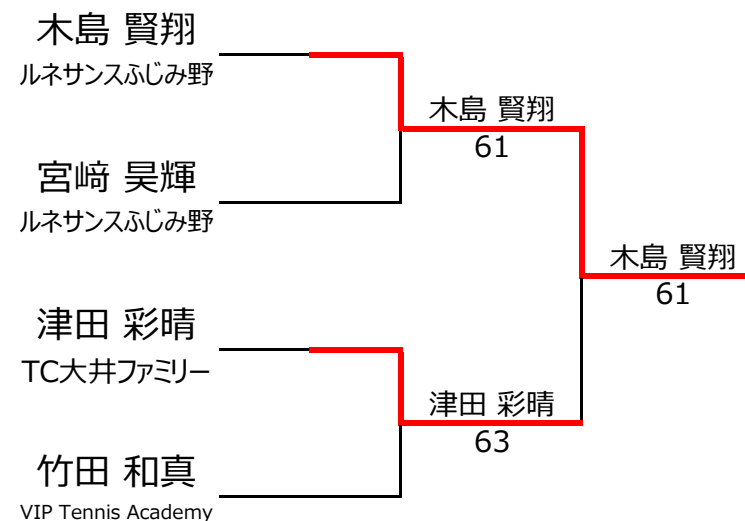 木島 賢翔
ルネサンスふじみ野
木島 賢翔
61
宮﨑 昊輝
ルネサンスふじみ野
木島 賢翔
61
津田 彩晴
TC大井ファミリー
津田 彩晴
63
竹田 和真
VIP Tennis Academy